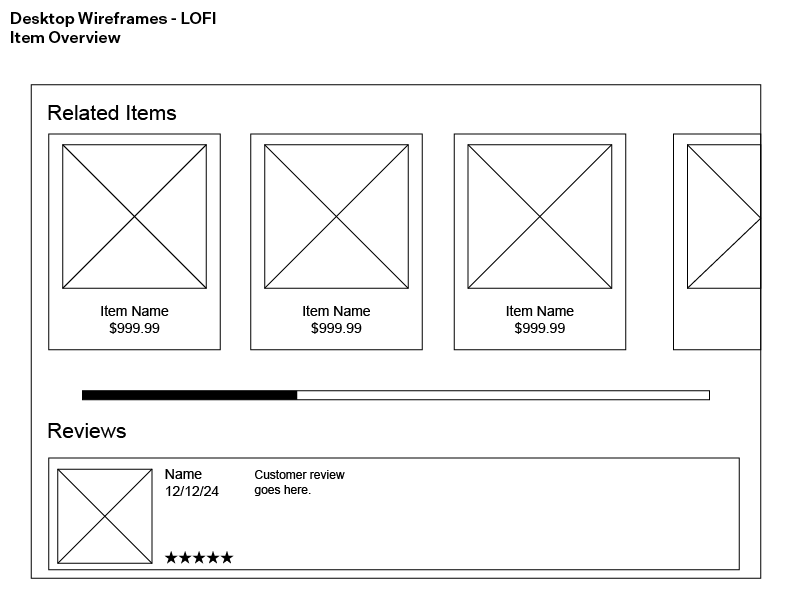 Desktop Wireframes - LOFI
Item Overview
Related Items
Item Name
$999.99
Item Name
$999.99
Item Name
$999.99
Reviews
Name
12/12/24
Customer review
goes here.
★★★★★